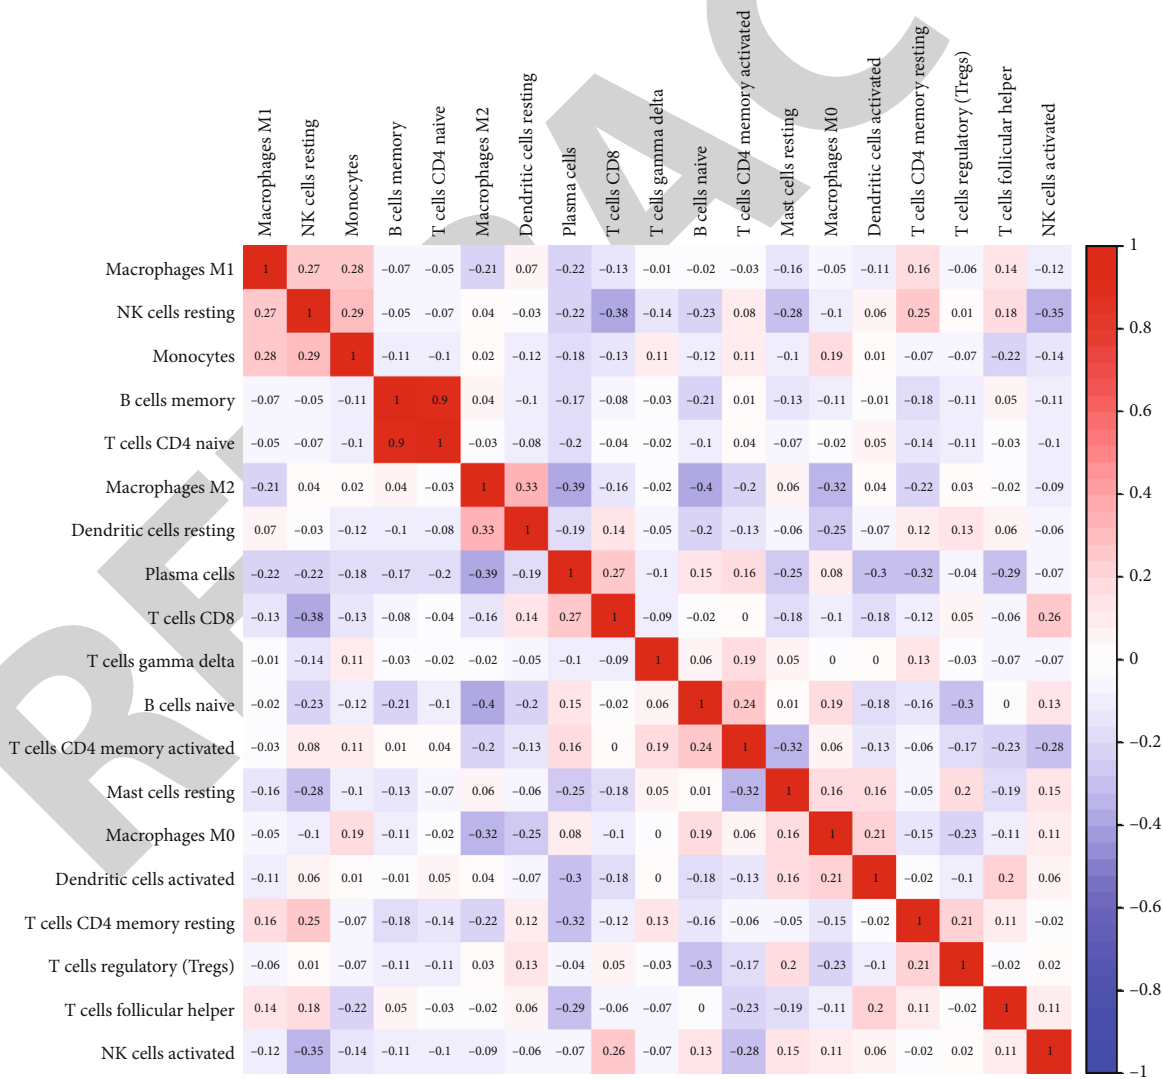 Macrophages M1
NK cells resting
Monocytes
B cells memory
T cells CD4 naive
Macrophages M2
Dendritic cells resting
Plasma cells
T cells CD8
T cells gamma delta
B cells naive
T cells CD4 memory activated
Mast cells resting
Macrophages M0
Dendritic cells activated
T cells CD4 memory resting
T cells regulatory (Tregs)
T cells follicular helper
NK cells activated
Macrophages M1 1 0.27 0.28 −0.07 −0.05 −0.21 0.07 −0.22 −0.13 −0.01 −0.02 −0.03 −0.16 −0.05 −0.11 0.16 −0.06 0.14 −0.12
NK cells resting 0.27 1 0.29 −0.05 −0.07 0.04 −0.03 −0.22 −0.38 −0.14 −0.23 0.08 −0.28 −0.1 0.06 0.25 0.01 0.18 −0.35
Monocytes 0.28 0.29 1 −0.11 −0.1 0.02 −0.12 −0.18 −0.13 0.11 −0.12 0.11 −0.1 0.19 0.01 −0.07 −0.07 −0.22 −0.14
B cells memory −0.07 −0.05 −0.11 1 0.9 0.04 −0.1 −0.17 −0.08 −0.03 −0.21 0.01 −0.13 −0.11 −0.01 −0.18 −0.11 0.05 −0.11
T cells CD4 naive −0.05 −0.07 −0.1 0.9 1 −0.03 −0.08 −0.2 −0.04 −0.02 −0.1 0.04 −0.07 −0.02 0.05 −0.14 −0.11 −0.03 −0.1
Macrophages M2 −0.21 0.04 0.02 0.04 −0.03 1 0.33 −0.39 −0.16 −0.02 −0.4 −0.2 0.06 −0.32 0.04 −0.22 0.03 −0.02 −0.09
Dendritic cells resting 0.07 −0.03 −0.12 −0.1 −0.08 0.33 1 −0.19 0.14 −0.05 −0.2 −0.13 −0.06 −0.25 −0.07 0.12 0.13 0.06 −0.06
Plasma cells −0.22 −0.22 −0.18 −0.17 −0.2 −0.39 −0.19 1 0.27 −0.1 0.15 0.16 −0.25 0.08 −0.3 −0.32 −0.04 −0.29 −0.07
T cells CD8 −0.13 −0.38 −0.13 −0.08 −0.04 −0.16 0.14 0.27 1 −0.09 −0.02 0 −0.18 −0.1 −0.18 −0.12 0.05 −0.06 0.26
T cells gamma delta −0.01 −0.14 0.11 −0.03 −0.02 −0.02 −0.05 −0.1 −0.09 1 0.06 0.19 0.05 0 0 0.13 −0.03 −0.07 −0.07
B cells naive −0.02 −0.23 −0.12 −0.21 −0.1 −0.4 −0.2 0.15 −0.02 0.06 1 0.24 0.01 0.19 −0.18 −0.16 −0.3 0 0.13
T cells CD4 memory activated −0.03 0.08 0.11 0.01 0.04 −0.2 −0.13 0.16 0 0.19 0.24 1 −0.32 0.06 −0.13 −0.06 −0.17 −0.23 −0.28
Mast cells resting −0.16 −0.28 −0.1 −0.13 −0.07 0.06 −0.06 −0.25 −0.18 0.05 0.01 −0.32 1 0.16 0.16 −0.05 0.2 −0.19 0.15
Macrophages M0 −0.05 −0.1 0.19 −0.11 −0.02 −0.32 −0.25 0.08 −0.1 0 0.19 0.06 0.16 1 0.21 −0.15 −0.23 −0.11 0.11
Dendritic cells activated −0.11 0.06 0.01 −0.01 0.05 0.04 −0.07 −0.3 −0.18 0 −0.18 −0.13 0.16 0.21 1 −0.02 −0.1 0.2 0.06
T cells CD4 memory resting 0.16 0.25 −0.07 −0.18 −0.14 −0.22 0.12 −0.32 −0.12 0.13 −0.16 −0.06 −0.05 −0.15 −0.02 1 0.21 0.11 −0.02
T cells regulatory (Tregs) −0.06 0.01 −0.07 −0.11 −0.11 0.03 0.13 −0.04 0.05 −0.03 −0.3 −0.17 0.2 −0.23 −0.1 0.21 1 −0.02 0.02
T cells follicular helper 0.14 0.18 −0.22 0.05 −0.03 −0.02 0.06 −0.29 −0.06 −0.07 0 −0.23 −0.19 −0.11 0.2 0.11 −0.02 1 0.11
NK cells activated −0.12 −0.35 −0.14 −0.11 −0.1 −0.09 −0.06 −0.07 0.26 −0.07 0.13 −0.28 0.15 0.11 0.06 −0.02 0.02 0.11 1
1
0.8
0.6
0.4
0.2
0
−0.2
−0.4
−0.6
−0.8
−1